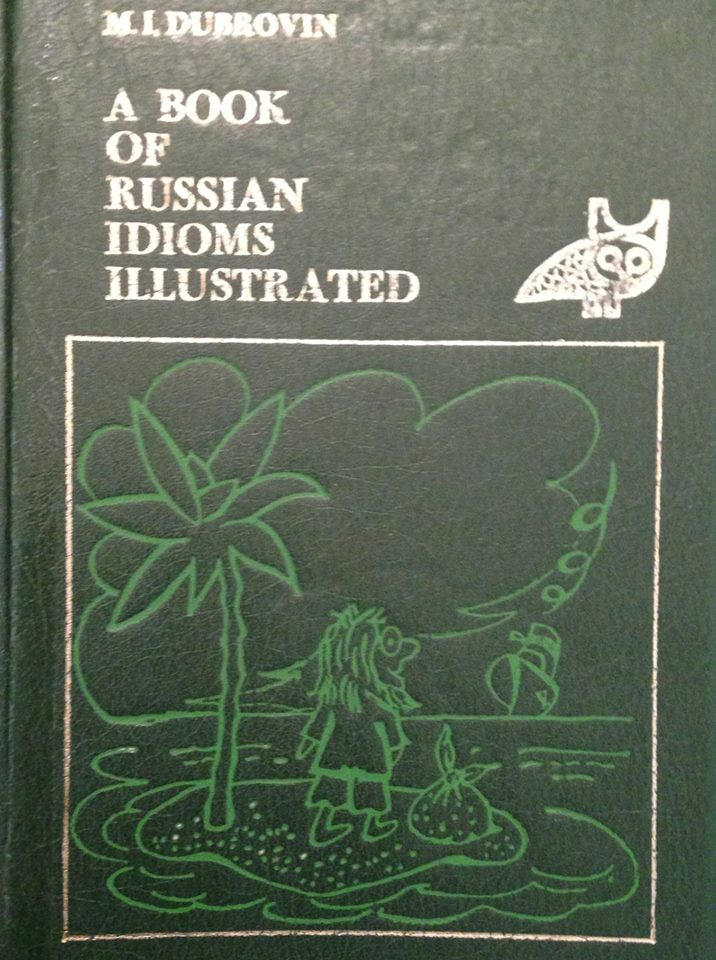 M. I. DUBROVIN
A BOOK
OF
RUSSIAN
IDIOMS
ILLUSTRATED